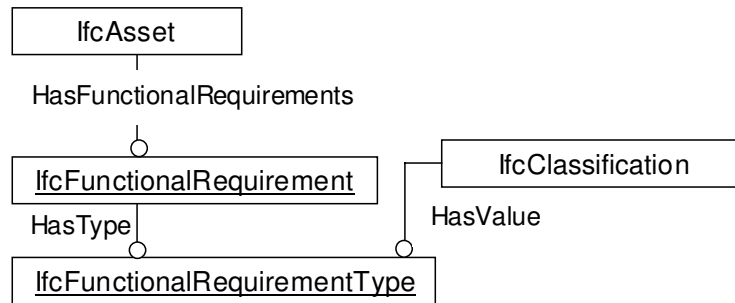 IfcAsset
HasFunctionalRequirements
IfcFunctionalRequirement
IfcClassification
HasType
HasValue
IfcFunctionalRequirementType